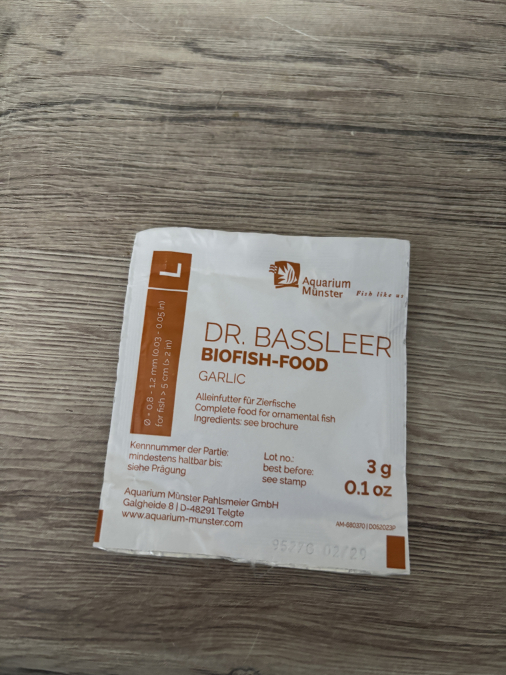 L
Ø + 0.8 - 1.2 mm (0.03 - 0.05 in)
for fish > 5 cm (> 2 in)
Aquarium
Münster
Fish like
DR. BASSLEER
BIOFISH-FOOD
GARLIC
Alleinfutter für Zierfische
Complete food for ornamental fish
Ingredients: see brochure
Kennnummer der Partie:
mindestens haltbar bis:
siehe Prägung
Lot no.:
best before:
see stamp
3 g
0.1 oz
Aquarium Münster Pahlsmeier GmbH
Galgheide 8 | D-48291 Telgte
www.aquarium-munster.com
AM-880370|D052023P